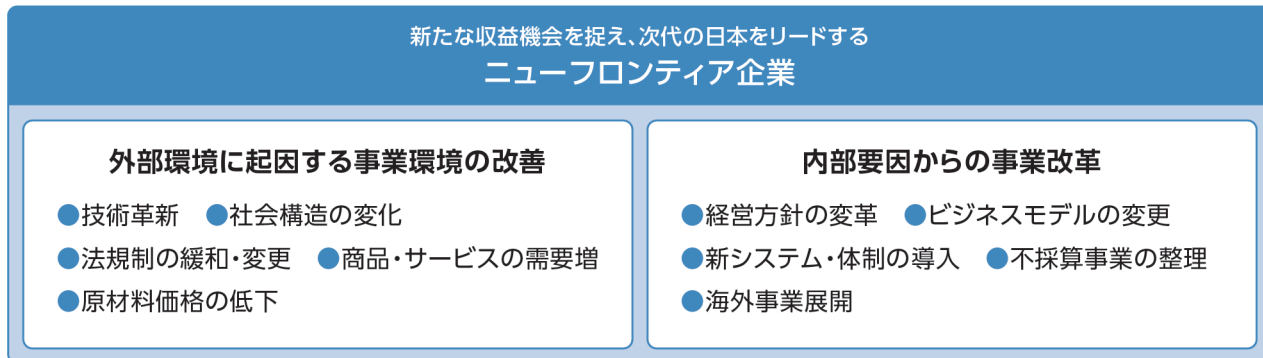 新たな収益機会を捉え、次代の日本をリードする
ニューフロンティア企業
外部環境に起因する事業環境の改善
●技術革新 ●社会構造の変化
●法規制の緩和・変更 ●商品・サービスの需要増
●原材料価格の低下
内部要因からの事業改革
●経営方針の変革 ●ビジネスモデルの変更
●新システム・体制の導入 ●不採算事業の整理
●海外事業展開